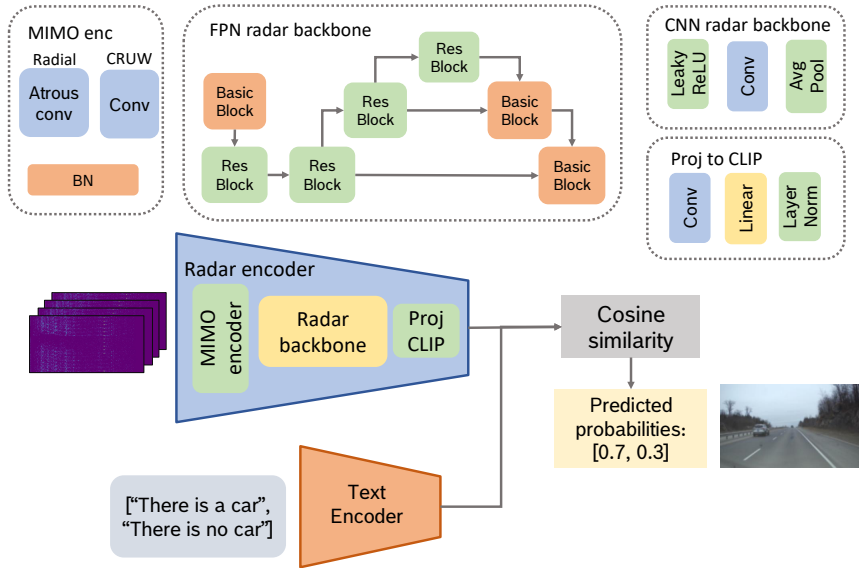 MIMO enc
Radial
CRUW
Atrous
conv
Conv
BN
FPN radar backbone
Basic
Block
Res
Block
Res
Block
Res
Block
Res
Block
Basic
Block
Basic
Block
CNN radar backbone
Leaky
ReLU
Conv
Avg
Pool
Proj to CLIP
Conv
Linear
Layer
Norm
Radar encoder
MIMO
encoder
Radar
backbone
Proj
CLIP
Cosine
similarity
Predicted
probabilities:
[0.7, 0.3]
[“There is a car”,
“There is no car”]
Text
Encoder